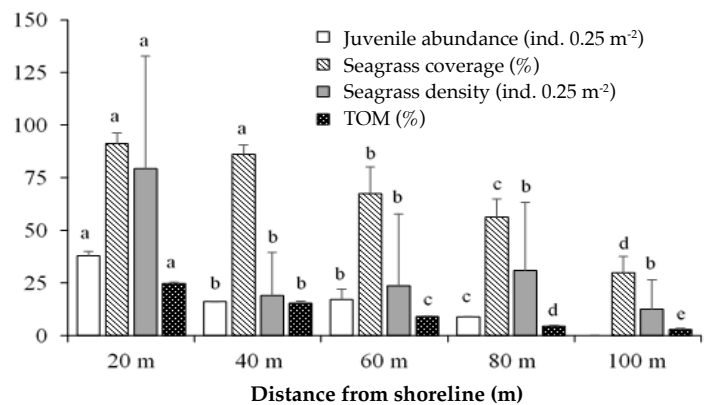 150
125
100
75
50
25
0
Juvenile abundance (ind. 0.25 m⁻²)
Seagrass coverage (%)
Seagrass density (ind. 0.25 m⁻²)
TOM (%)
a a a a
b a b b
b b b c
c c b d
d b e
20 m 40 m 60 m 80 m 100 m
Distance from shoreline (m)